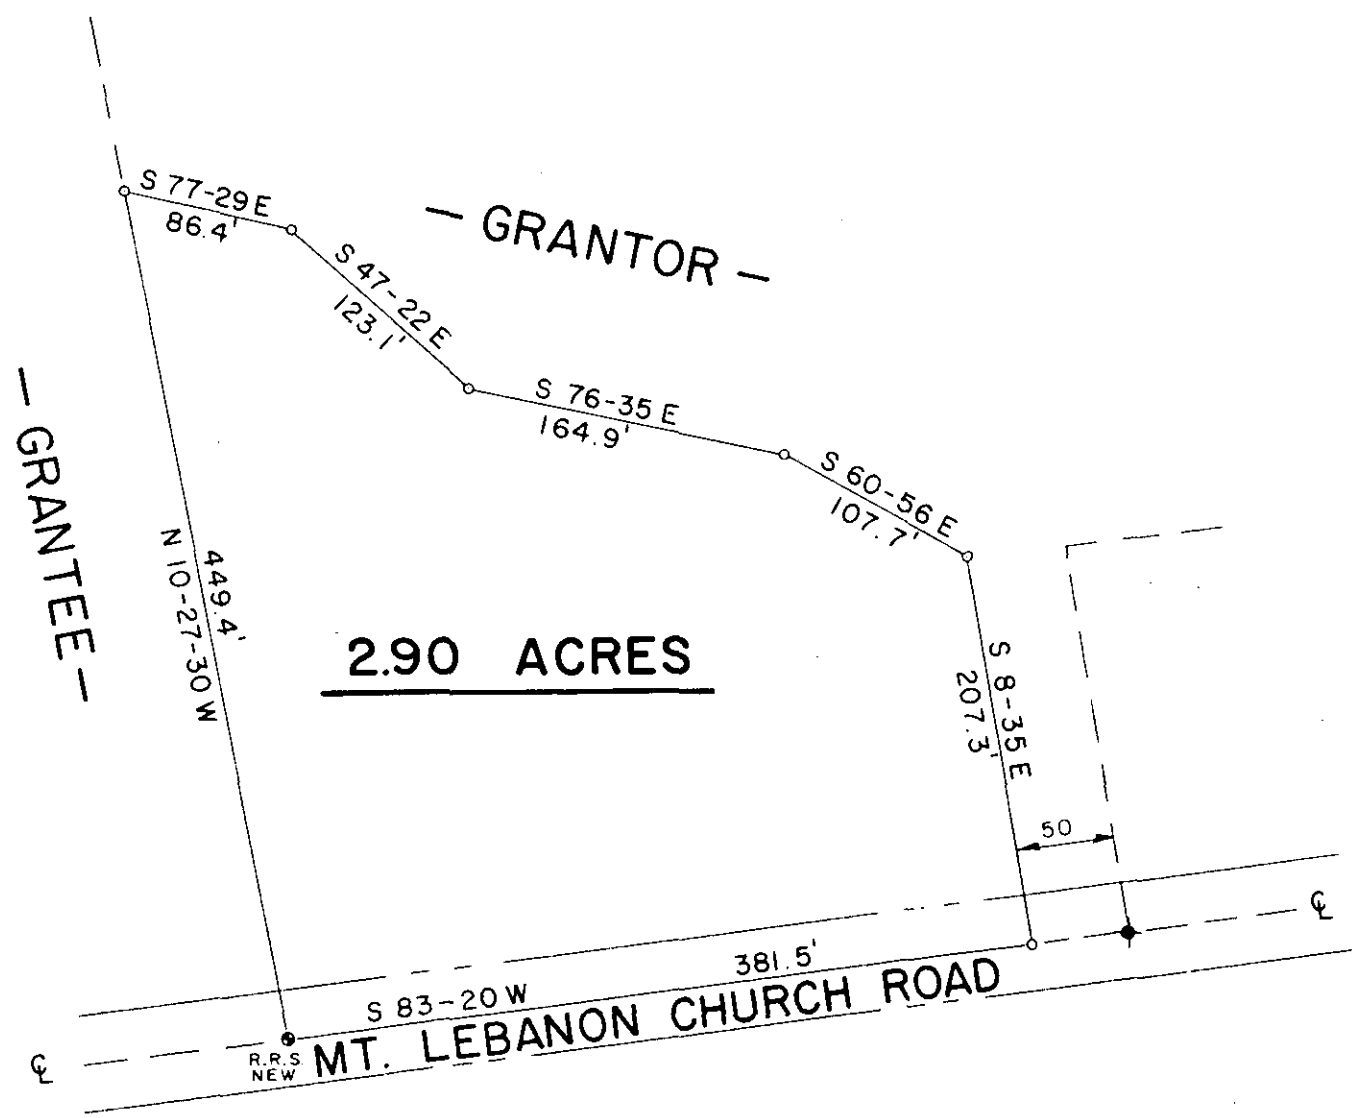 S 77-29 E
86.4'
— GRANTOR —
S 47-22 E
123.1'
S 76-35 E
164.9'
S 60-56 E
107.7'
— GRANTEE —
449.4'
N 10-27-30 W
2.90 ACRES
S 8-35 E
207.3'
50
℄
381.5'
S 83-20 W
MT. LEBANON CHURCH ROAD
℄
R.R.S
NEW